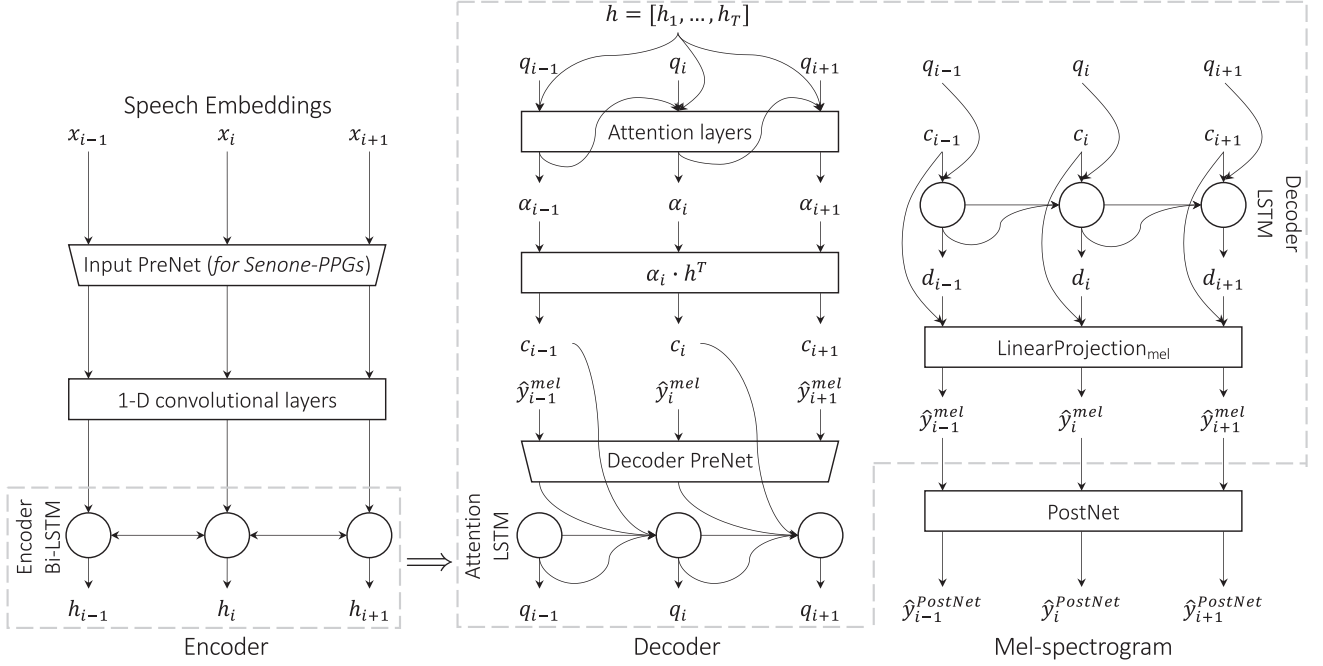 Speech Embeddings
x_{i-1} x_i x_{i+1}
Input PreNet (for Senone-PPGs)
1-D convolutional layers
Encoder
Bi-LSTM
h_{i-1} h_i h_{i+1}
Encoder
h = [h_1, …, h_T]
q_{i-1} q_i q_{i+1}
Attention layers
α_{i-1} α_i α_{i+1}
α_i · h^T
c_{i-1} c_i c_{i+1}
ŷ_{i-1}^{mel} ŷ_i^{mel} ŷ_{i+1}^{mel}
Decoder PreNet
Attention
LSTM
q_{i-1} q_i q_{i+1}
Decoder
q_{i-1} q_i q_{i+1}
c_{i-1} c_i c_{i+1}
Decoder
LSTM
d_{i-1} d_i d_{i+1}
LinearProjection_{mel}
ŷ_{i-1}^{mel} ŷ_i^{mel} ŷ_{i+1}^{mel}
PostNet
ŷ_{i-1}^{PostNet} ŷ_i^{PostNet} ŷ_{i+1}^{PostNet}
Mel-spectrogram